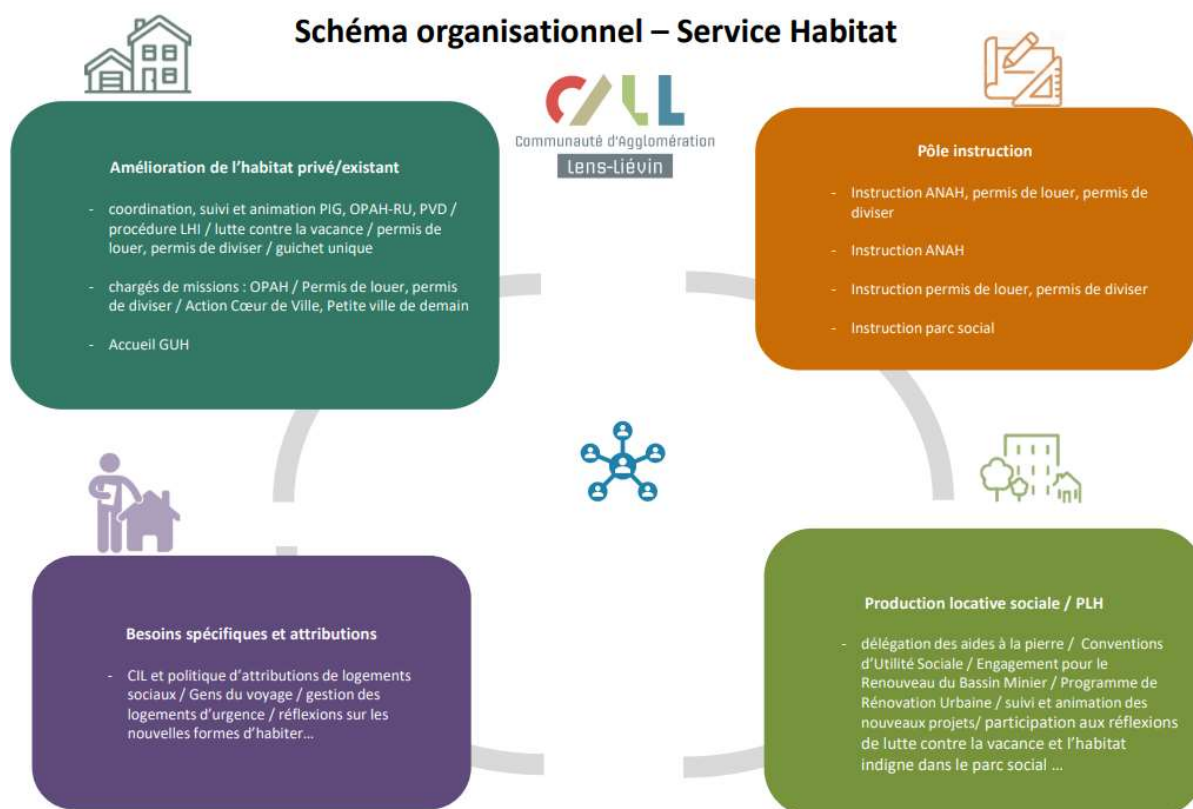 Schéma organisationnel – Service Habitat
CALL
Communauté d'Agglomération
Lens-Liévin
Amélioration de l'habitat privé/existant
- coordination, suivi et animation PIG, OPAH-RU, PVD /
procédure LHI / lutte contre la vacance / permis de
louer, permis de diviser / guichet unique
- chargés de missions : OPAH / Permis de louer, permis
de diviser / Action Cœur de Ville, Petite ville de demain
- Accueil GUH
Pôle instruction
- Instruction ANAH, permis de louer, permis de
diviser
- Instruction ANAH
- Instruction permis de louer, permis de diviser
- Instruction parc social
Besoins spécifiques et attributions
- CIL et politique d'attributions de logements
sociaux / Gens du voyage / gestion des
logements d'urgence / réflexions sur les
nouvelles formes d'habiter…
Production locative sociale / PLH
- délégation des aides à la pierre / Conventions
d'Utilité Sociale / Engagement pour le
Renouveau du Bassin Minier / Programme de
Rénovation Urbaine / suivi et animation des
nouveaux projets/ participation aux réflexions
de lutte contre la vacance et l'habitat
indigne dans le parc social …